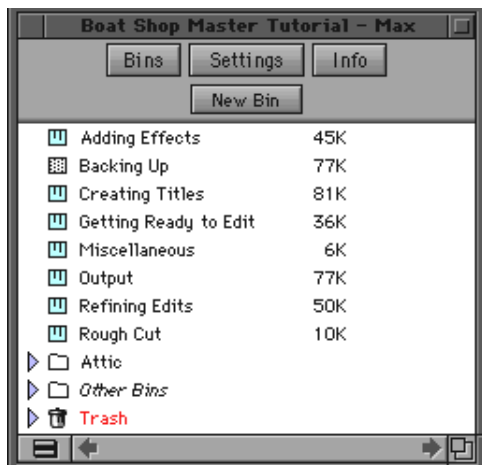 Boat Shop Master Tutorial - Max
Bins Settings Info
New Bin
Adding Effects 45K
Backing Up 77K
Creating Titles 81K
Getting Ready to Edit 36K
Miscellaneous 6K
Output 77K
Refining Edits 50K
Rough Cut 10K
Attic
Other Bins
Trash